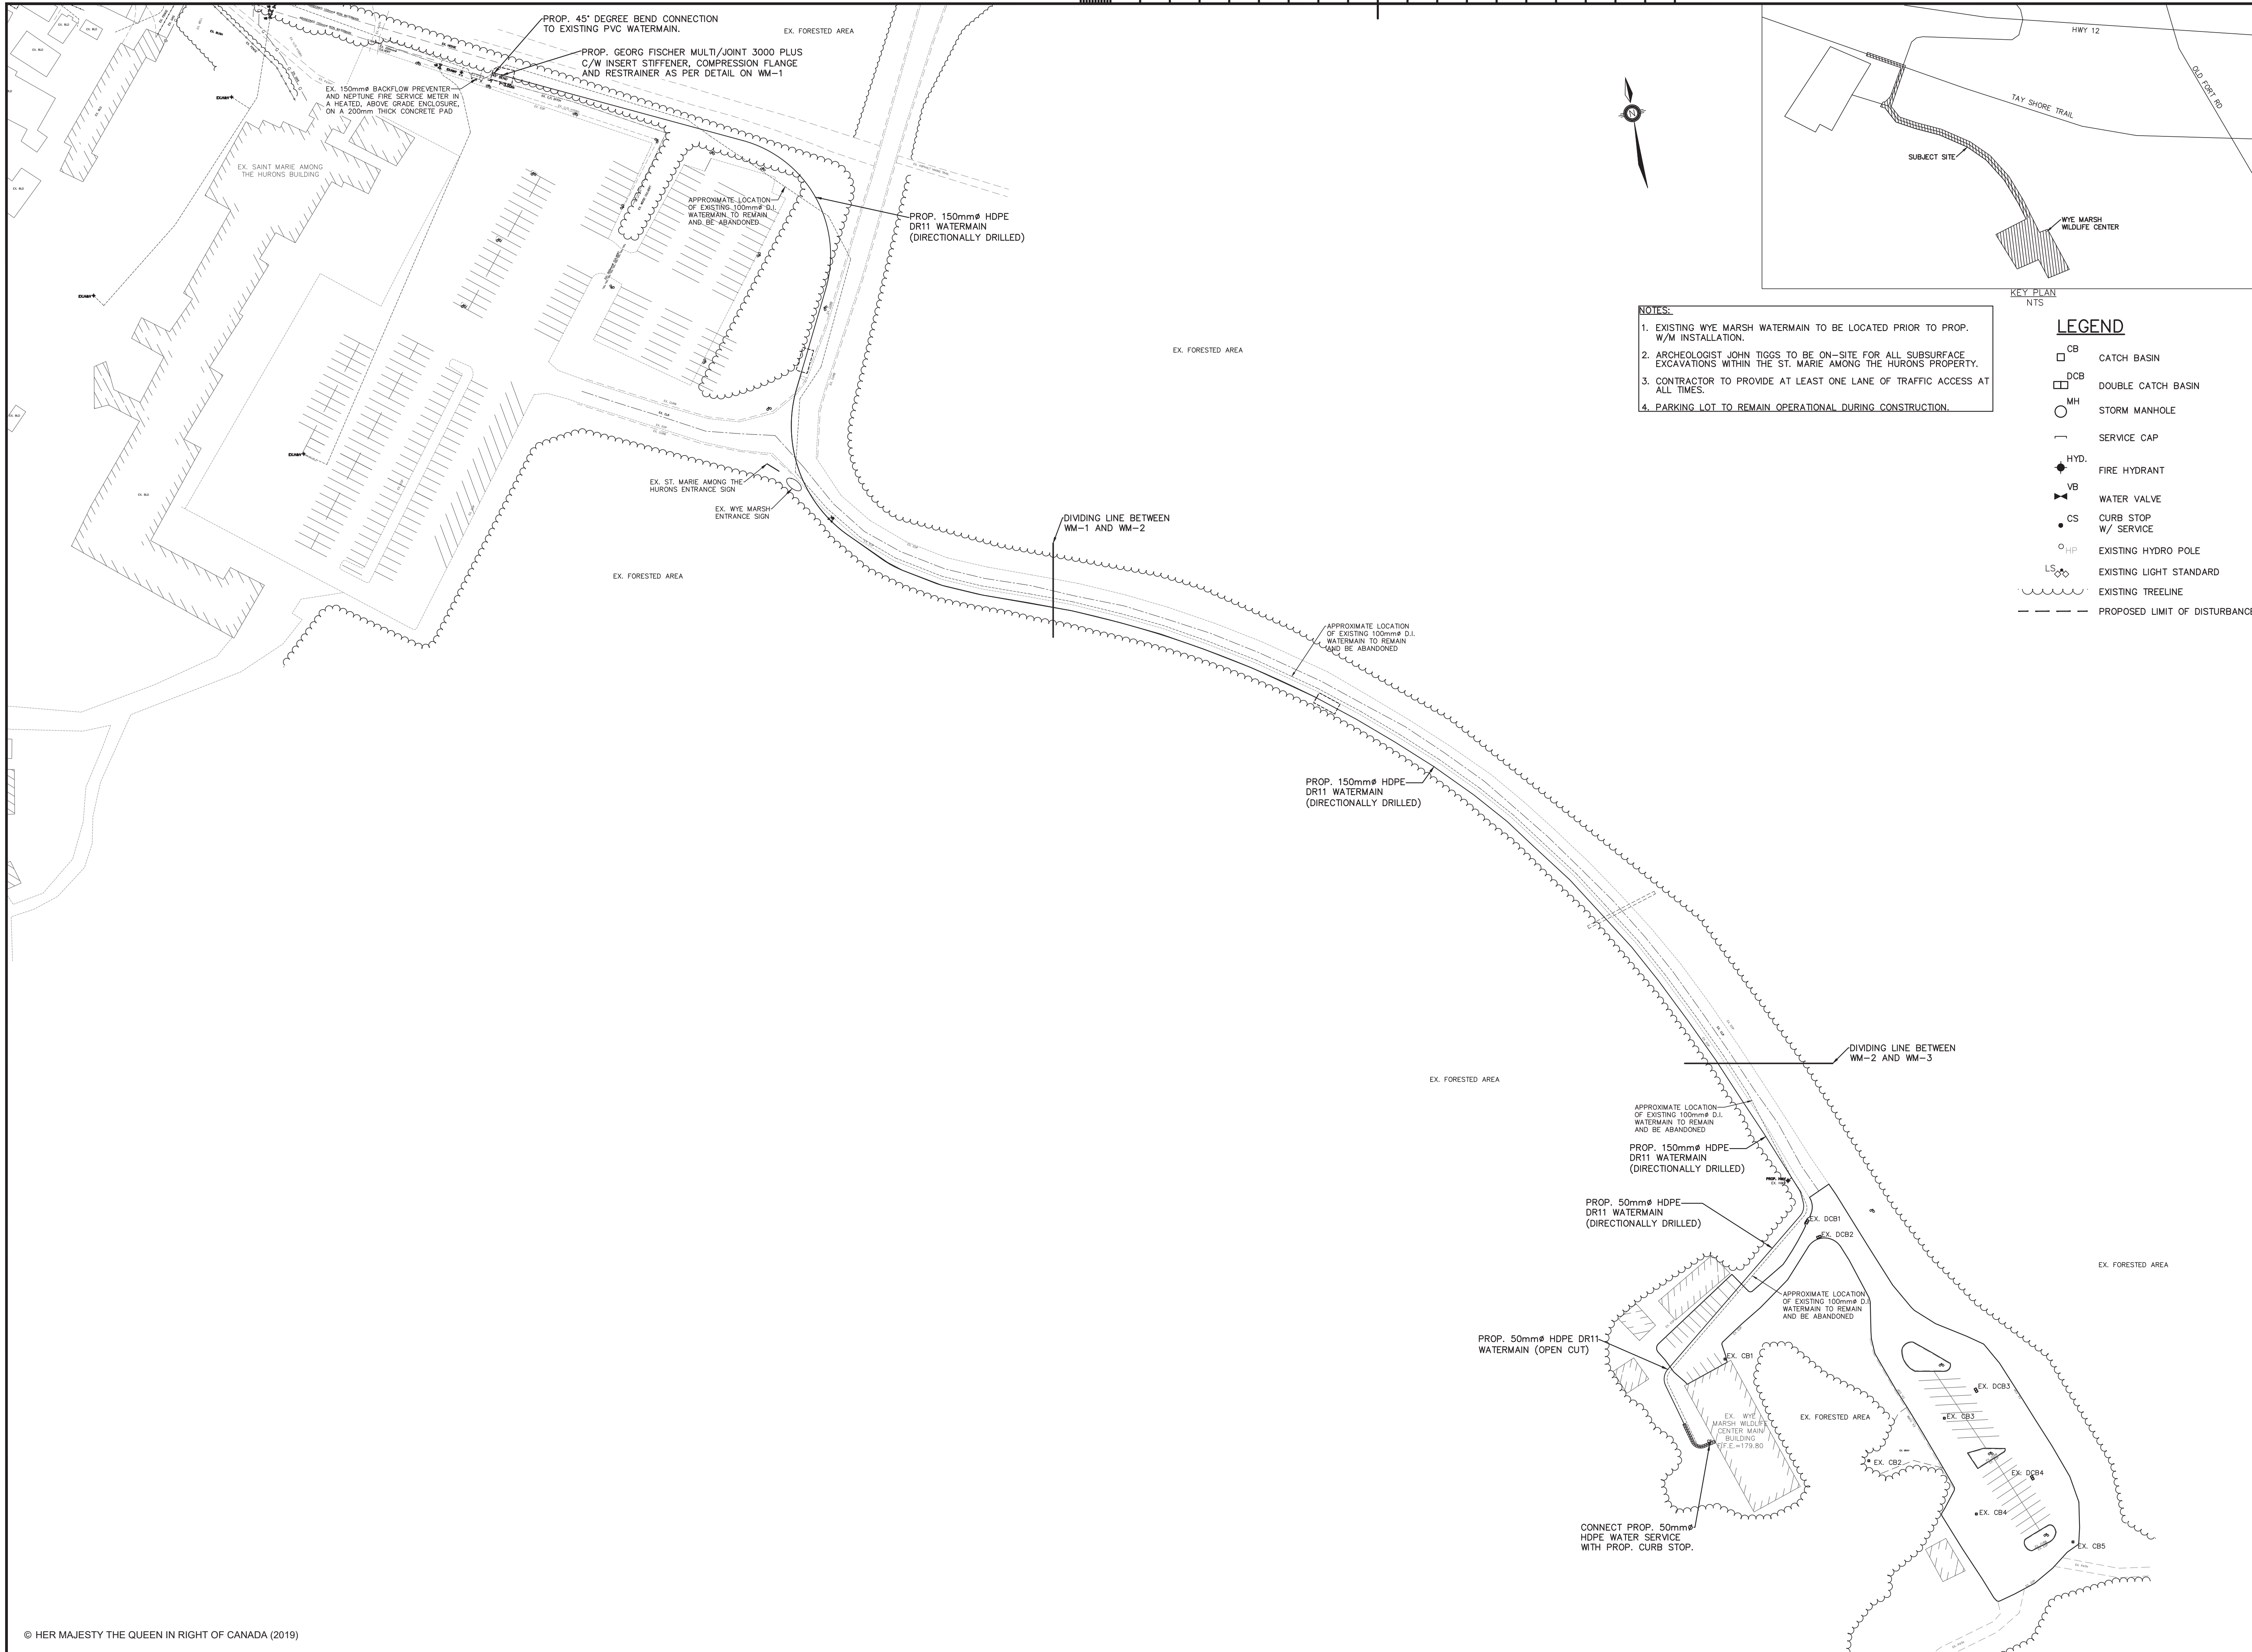 PROP. 45° DEGREE BEND CONNECTION
TO EXISTING PVC WATERMAIN.
EX. FORESTED AREA
PROP. GEORG FISCHER MULTI/JOINT 3000 PLUS
C/W INSERT STIFFENER, COMPRESSION FLANGE
AND RESTRAINER AS PER DETAIL ON WM-1
EX. 150mmø BACKFLOW PREVENTER
AND NEPTUNE FIRE SERVICE METER IN
A HEATED, ABOVE GRADE ENCLOSURE,
ON A 200mm THICK CONCRETE PAD
EX. SAINT MARIE AMONG
THE HURONS BUILDING
APPROXIMATE LOCATION
OF EXISTING 100mmø D.I.
WATERMAIN TO REMAIN
AND BE ABANDONED
PROP. 150mmø HDPE
DR11 WATERMAIN
(DIRECTIONALLY DRILLED)
EX. FORESTED AREA
EX. ST. MARIE AMONG THE
HURONS ENTRANCE SIGN
EX. WYE MARSH
ENTRANCE SIGN
EX. FORESTED AREA
DIVIDING LINE BETWEEN
WM-1 AND WM-2
APPROXIMATE LOCATION
OF EXISTING 100mmø D.I.
WATERMAIN TO REMAIN
AND BE ABANDONED
PROP. 150mmø HDPE
DR11 WATERMAIN
(DIRECTIONALLY DRILLED)
HWY 12
OLD FORT RD
TAY SHORE TRAIL
SUBJECT SITE
WYE MARSH
WILDLIFE CENTER
KEY PLAN
NTS
NOTES:
1. EXISTING WYE MARSH WATERMAIN TO BE LOCATED PRIOR TO PROP.
W/M INSTALLATION.
2. ARCHEOLOGIST JOHN TIGGS TO BE ON-SITE FOR ALL SUBSURFACE
EXCAVATIONS WITHIN THE ST. MARIE AMONG THE HURONS PROPERTY.
3. CONTRACTOR TO PROVIDE AT LEAST ONE LANE OF TRAFFIC ACCESS AT
ALL TIMES.
4. PARKING LOT TO REMAIN OPERATIONAL DURING CONSTRUCTION.
LEGEND
CB CATCH BASIN
DCB DOUBLE CATCH BASIN
MH STORM MANHOLE
SERVICE CAP
HYD. FIRE HYDRANT
VB WATER VALVE
CS CURB STOP
W/ SERVICE
HP EXISTING HYDRO POLE
LS EXISTING LIGHT STANDARD
EXISTING TREELINE
PROPOSED LIMIT OF DISTURBANCE
DIVIDING LINE BETWEEN
WM-2 AND WM-3
EX. FORESTED AREA
APPROXIMATE LOCATION
OF EXISTING 100mmø D.I.
WATERMAIN TO REMAIN
AND BE ABANDONED
PROP. 150mmø HDPE
DR11 WATERMAIN
(DIRECTIONALLY DRILLED)
PROP. 50mmø HDPE
DR11 WATERMAIN
(DIRECTIONALLY DRILLED)
EX. DCB1
EX. DCB2
EX. FORESTED AREA
APPROXIMATE LOCATION
OF EXISTING 100mmø D.I.
WATERMAIN TO REMAIN
AND BE ABANDONED
PROP. 50mmø HDPE DR11
WATERMAIN (OPEN CUT)
EX. CB1
EX. DCB3
EX. CB3
EX. WYE
MARSH WILDLIFE
CENTER MAIN
BUILDING
F.F.E.=179.80
EX. FORESTED AREA
EX. CB2
EX. DCB4
EX. CB4
EX. CB5
CONNECT PROP. 50mmø
HDPE WATER SERVICE
WITH PROP. CURB STOP.
© HER MAJESTY THE QUEEN IN RIGHT OF CANADA (2019)